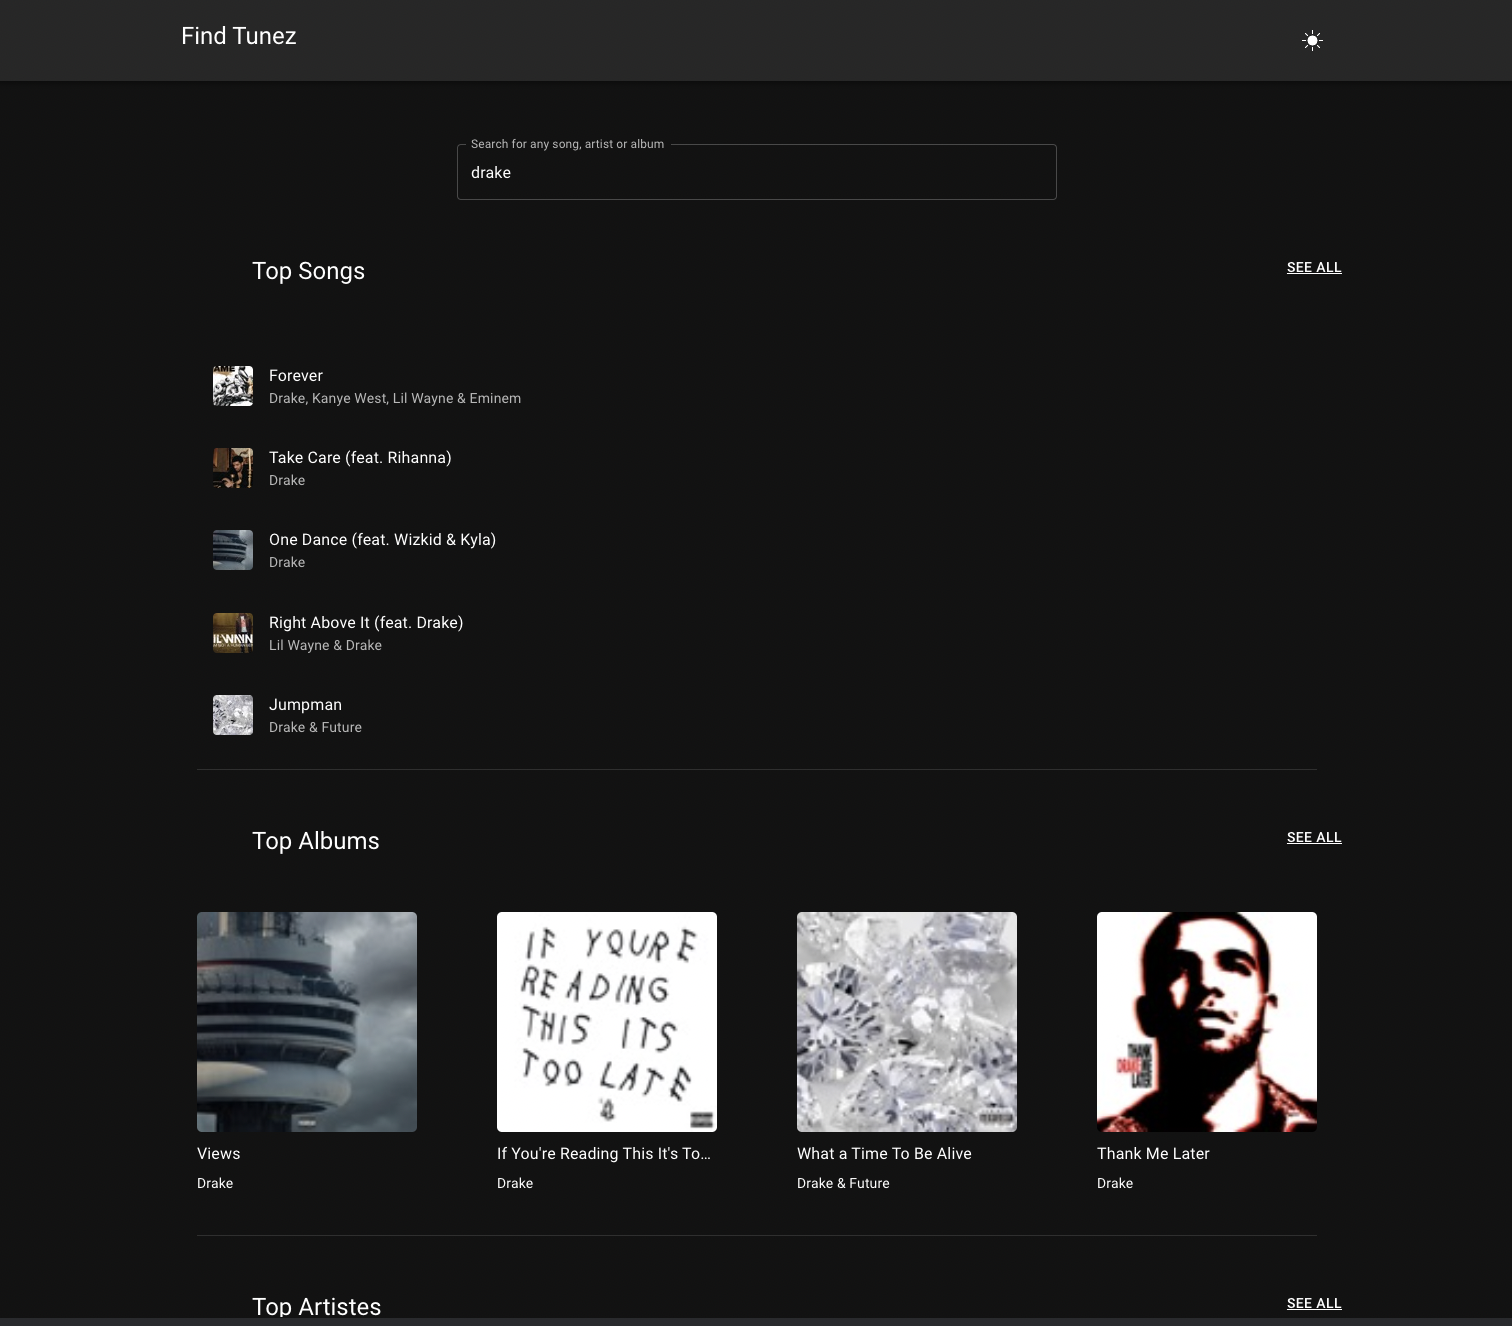 Find Tunez
Search for any song, artist or album
drake
Top Songs
SEE ALL
Forever
Drake, Kanye West, Lil Wayne & Eminem
Take Care (feat. Rihanna)
Drake
One Dance (feat. Wizkid & Kyla)
Drake
Right Above It (feat. Drake)
Lil Wayne & Drake
Jumpman
Drake & Future
Top Albums
SEE ALL
IF YOURE
READING
THIS ITS
TOO LATE
THANK
DRAKE ME
LATER
Views
Drake
If You're Reading This It's To...
Drake
What a Time To Be Alive
Drake & Future
Thank Me Later
Drake
Top Artistes
SEE ALL